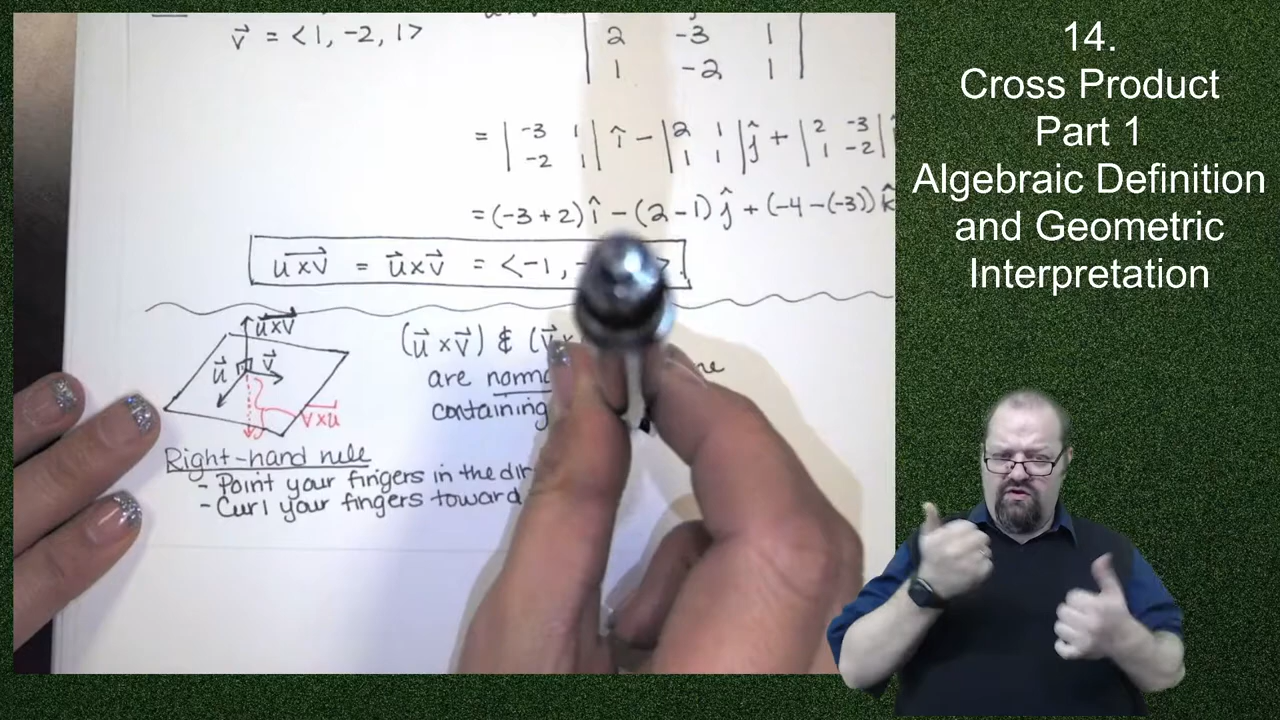 v⃗ = <1, -2, 1>
2 -3 1
1 -2 1
= | -3 1 | î - | 2 1 | ĵ + | 2 -3 |
-2 1 1 1 1 -2
= (-3 + 2) î - (2 - 1) ĵ + (-4 - (-3)) k̂
u×v = u⃗×v⃗ = <-1, - >
u×v
u⃗ v⃗
v×u
(u⃗×v⃗) & (v⃗×
are
containing
Right-hand rule
- Point your fingers in the
- Curl your fingers toward
14.
Cross Product
Part 1
Algebraic Definition
and Geometric
Interpretation